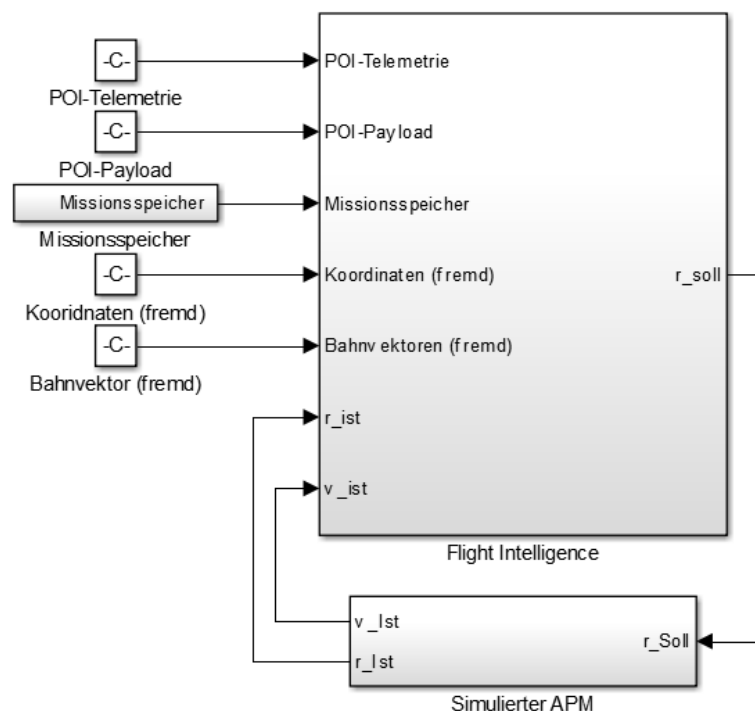 -C-
POI-Telemetrie
POI-Telemetrie
-C-
POI-Payload
POI-Payload
Missionsspeicher
Missionsspeicher
Missionsspeicher
-C-
Koordinaten (fremd)
r_soll
Kooridnaten (fremd)
-C-
Bahnvektoren (fremd)
Bahnvektor (fremd)
r_ist
v_ist
Flight Intelligence
v_Ist
r_Soll
r_Ist
Simulierter APM